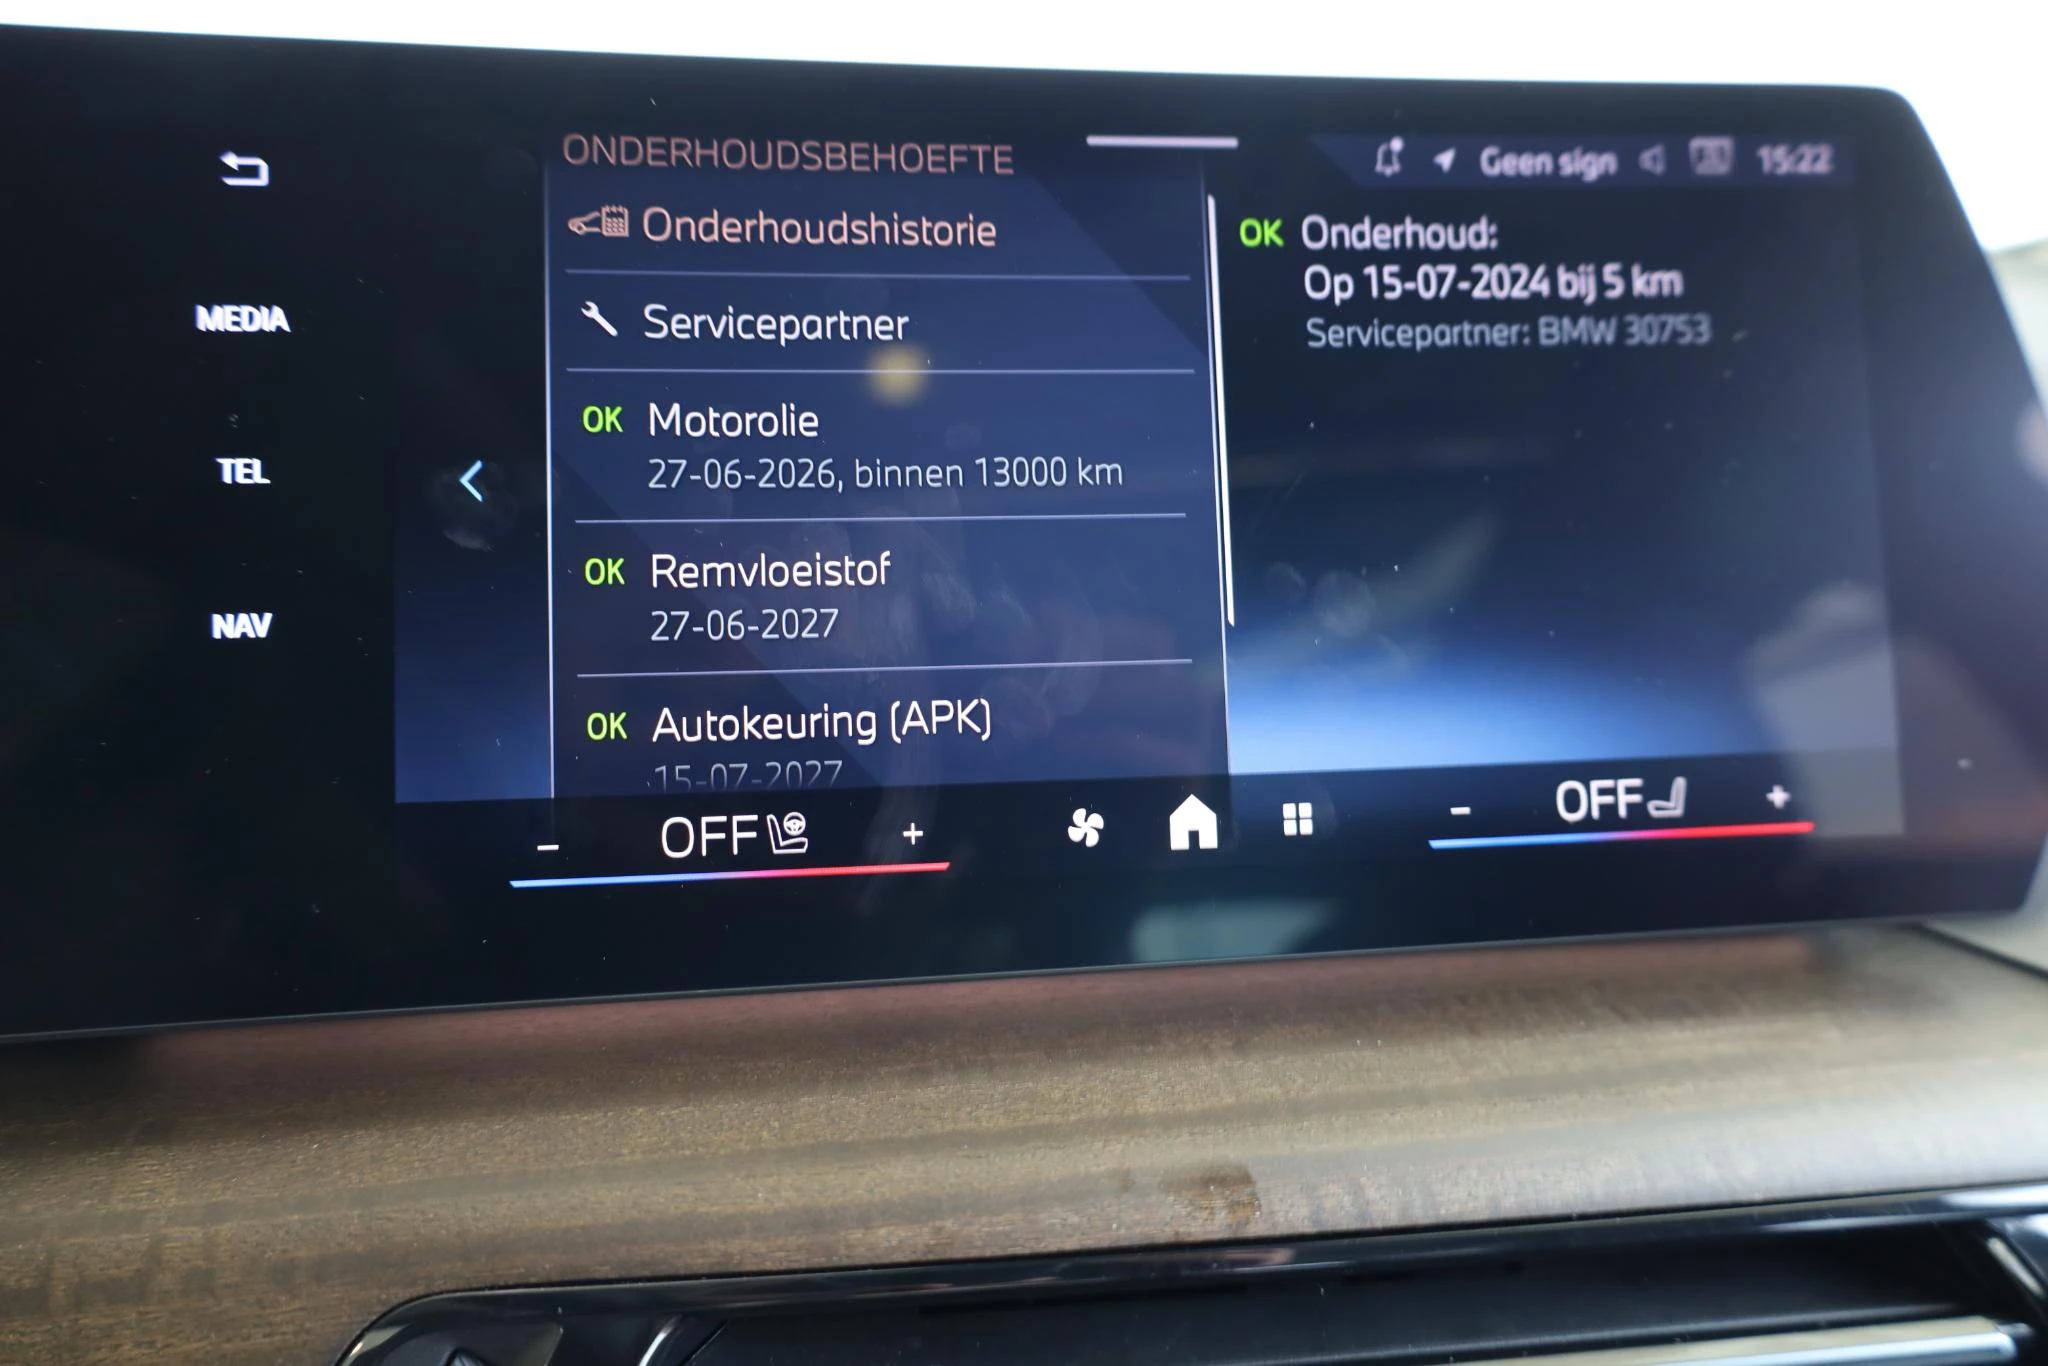 ONDERHOUDSBEHOEFTE
Geen sign
15:22
MEDIA
TEL
NAV
Onderhoudshistorie
Servicepartner
OK Motorolie
27-06-2026, binnen 13000 km
OK Remvloeistof
27-06-2027
OK Autokeuring (APK)
15-07-2027
OK Onderhoud:
Op 15-07-2024 bij 5 km
Servicepartner: BMW 30753
- OFF +
- OFF +